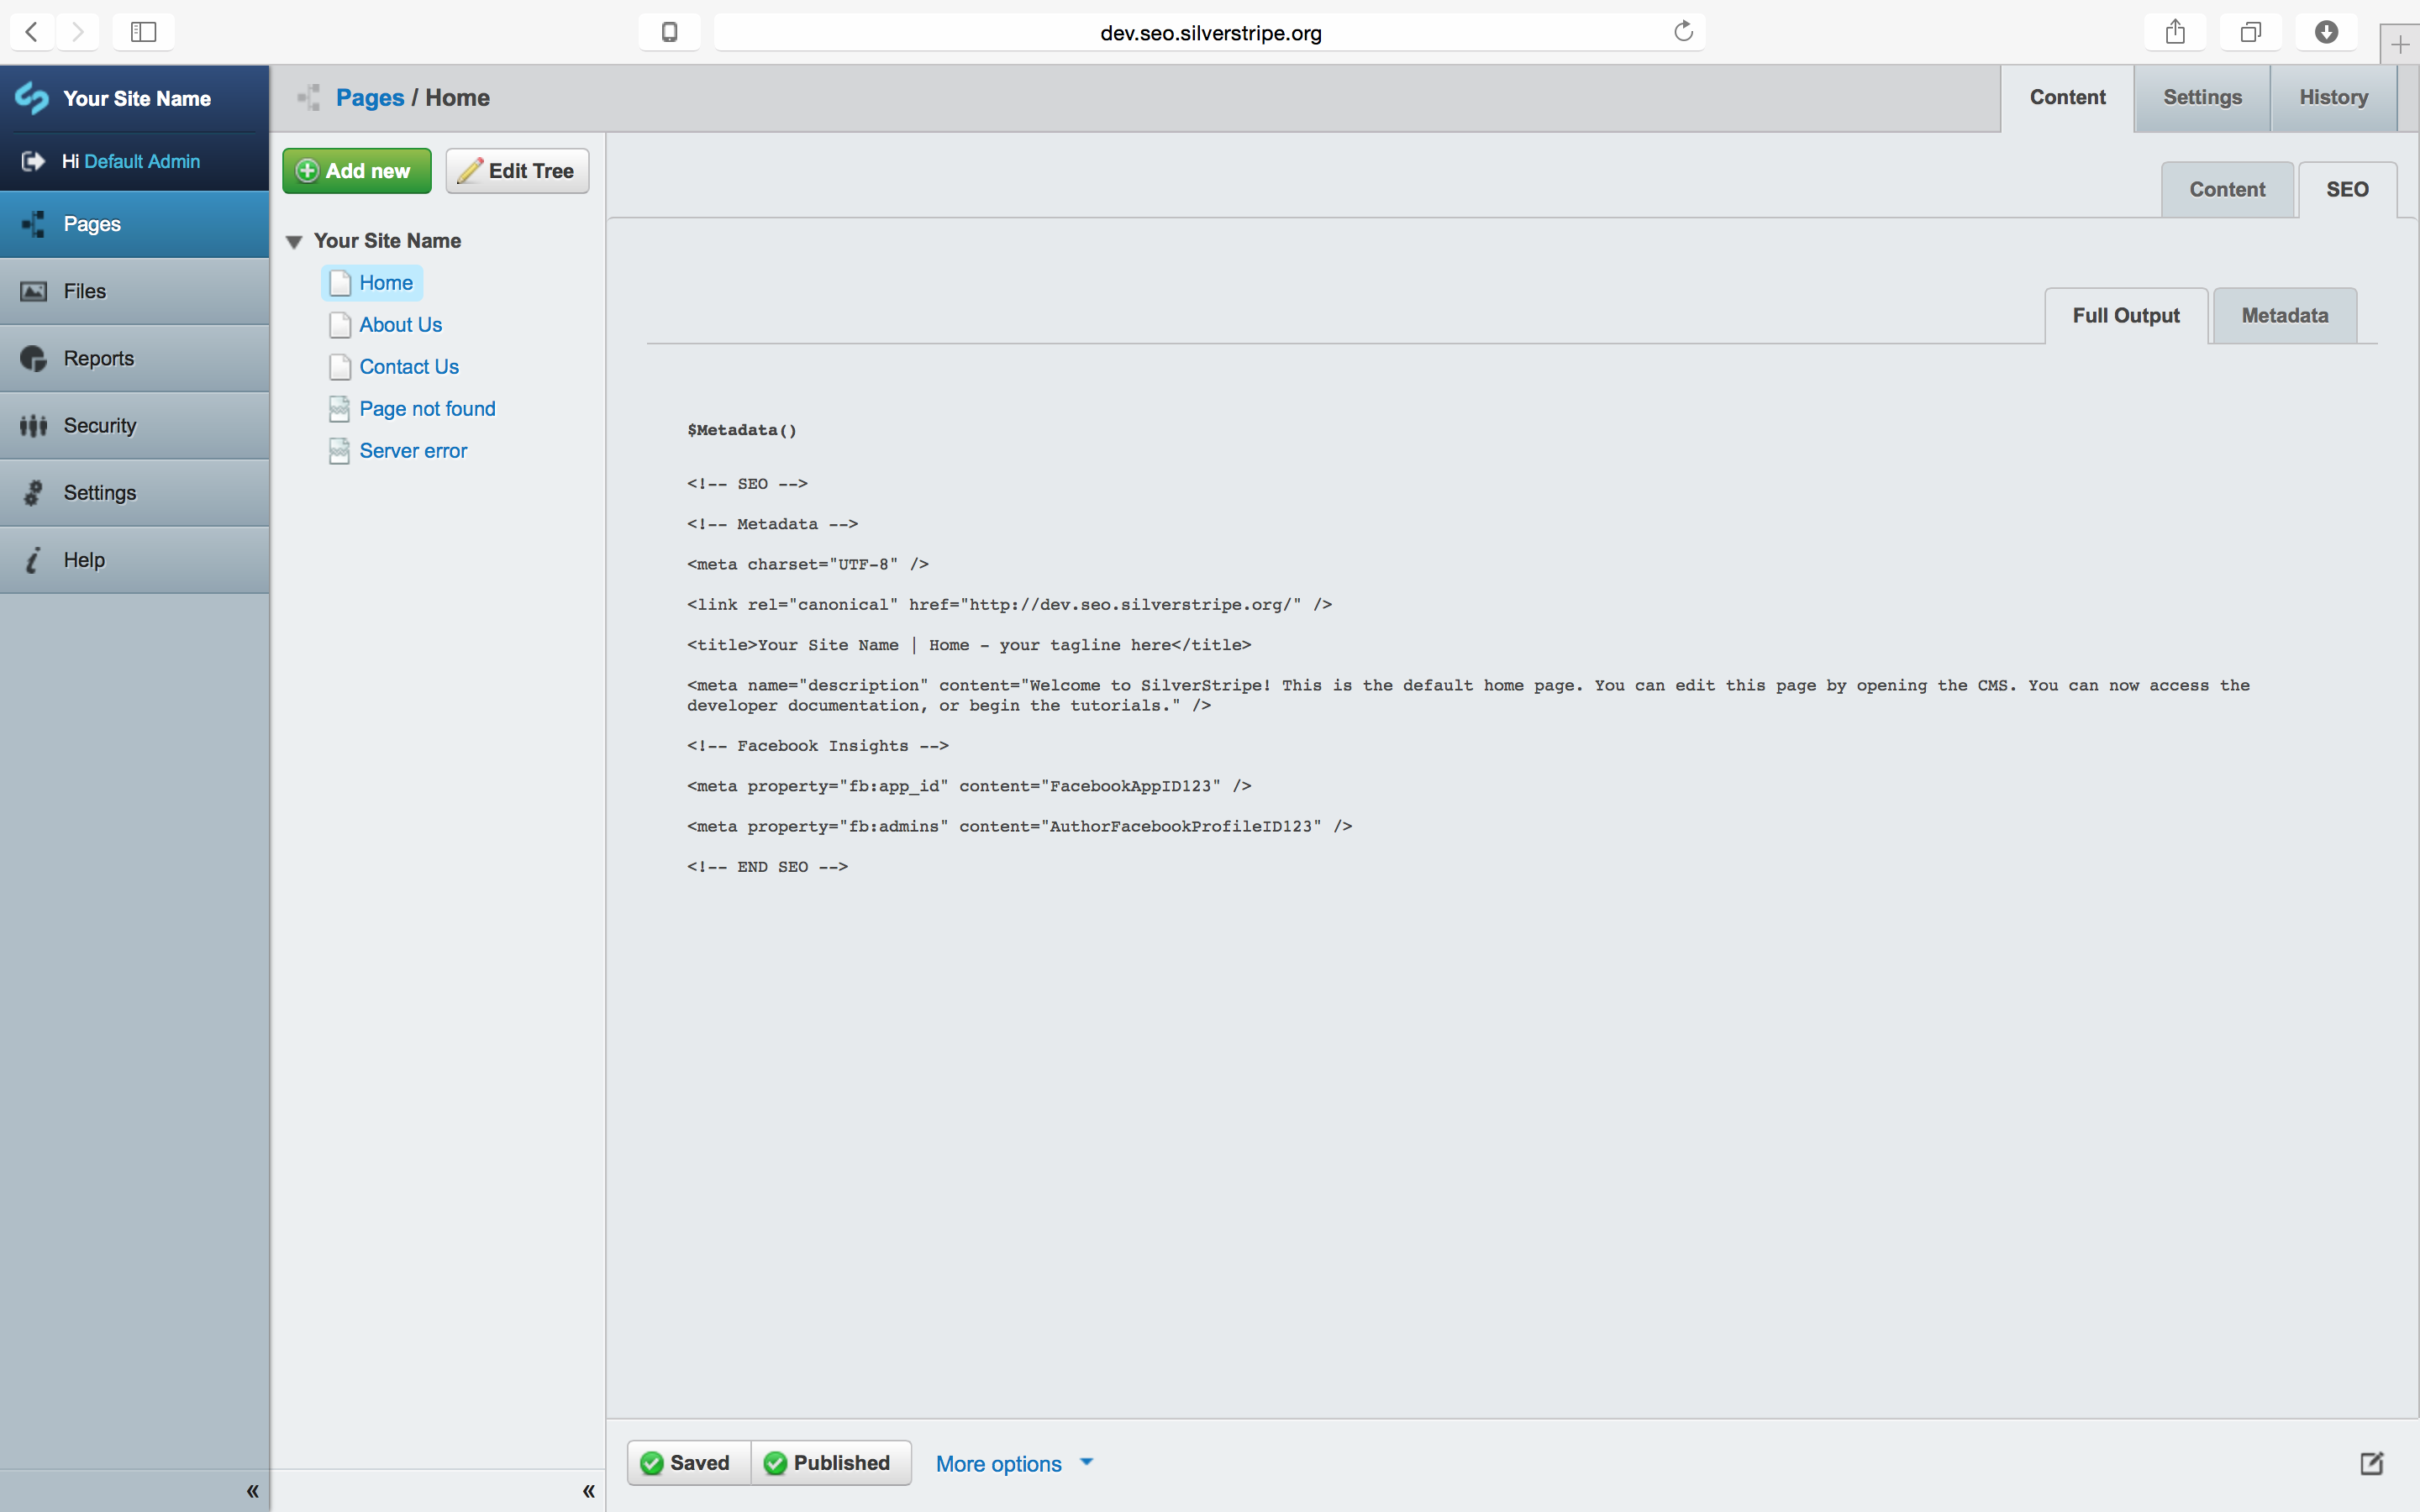 dev.seo.silverstripe.org
Your Site Name
Hi Default Admin
Pages
Files
Reports
Security
Settings
Help
«
Pages / Home
Content
Settings
History
Add new
Edit Tree
Your Site Name
Home
About Us
Contact Us
Page not found
Server error
«
Content
SEO
Full Output
Metadata
$Metadata()
<!-- SEO -->
<!-- Metadata -->
<meta charset="UTF-8" />
<link rel="canonical" href="http://dev.seo.silverstripe.org/" />
<title>Your Site Name | Home - your tagline here</title>
<meta name="description" content="Welcome to SilverStripe! This is the default home page. You can edit this page by opening the CMS. You can now access the
developer documentation, or begin the tutorials." />
<!-- Facebook Insights -->
<meta property="fb:app_id" content="FacebookAppID123" />
<meta property="fb:admins" content="AuthorFacebookProfileID123" />
<!-- END SEO -->
Saved
Published
More options